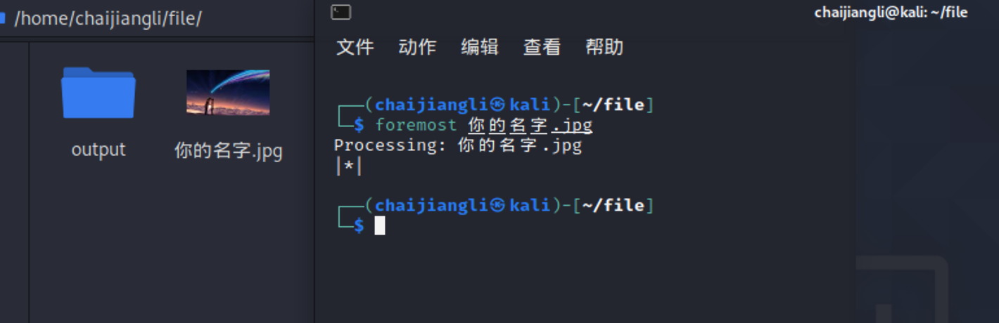 /home/chaijiangli/file/
output
你的名字.jpg
chaijiangli@kali: ~/file
文件 动作 编辑 查看 帮助
┌──(chaijiangli㉿kali)-[~/file]
└─$ foremost 你的名字.jpg
Processing: 你的名字.jpg
|*|
┌──(chaijiangli㉿kali)-[~/file]
└─$